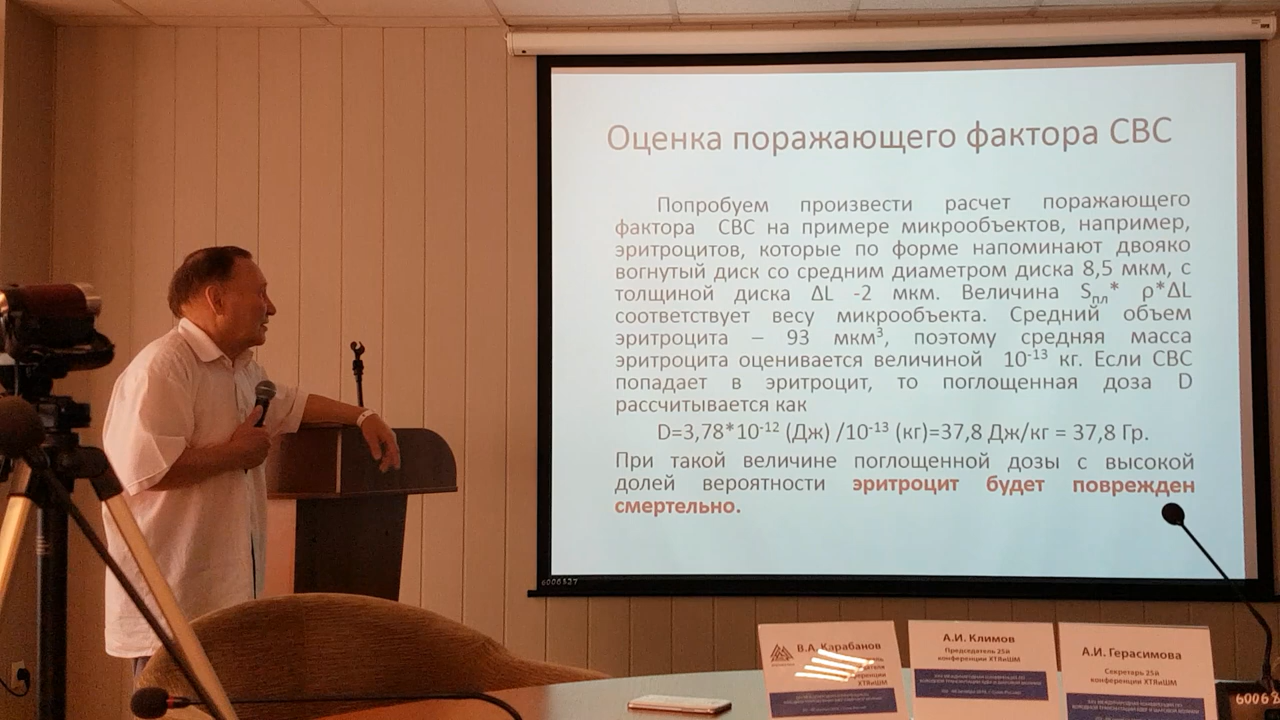 Оценка поражающего фактора СВС
Попробуем произвести расчет поражающего
фактора СВС на примере микрообъектов, например,
эритроцитов, которые по форме напоминают двояко
вогнутый диск со средним диаметром диска 8,5 мкм, с
толщиной диска ΔL -2 мкм. Величина Sпл* ρ*ΔL
соответствует весу микрообъекта. Средний объем
эритроцита – 93 мкм³, поэтому средняя масса
эритроцита оценивается величиной 10⁻¹³ кг. Если СВС
попадает в эритроцит, то поглощенная доза D
рассчитывается как
D=3,78*10⁻¹² (Дж) /10⁻¹³ (кг)=37,8 Дж/кг = 37,8 Гр.
При такой величине поглощенной дозы с высокой
долей вероятности эритроцит будет поврежден
смертельно.
6006527
В.А. Карабанов
А.И. Климов
Председатель 25й
конференции ХТЯиШМ
А.И. Герасимова
Секретарь 25й
конференции ХТЯиШМ